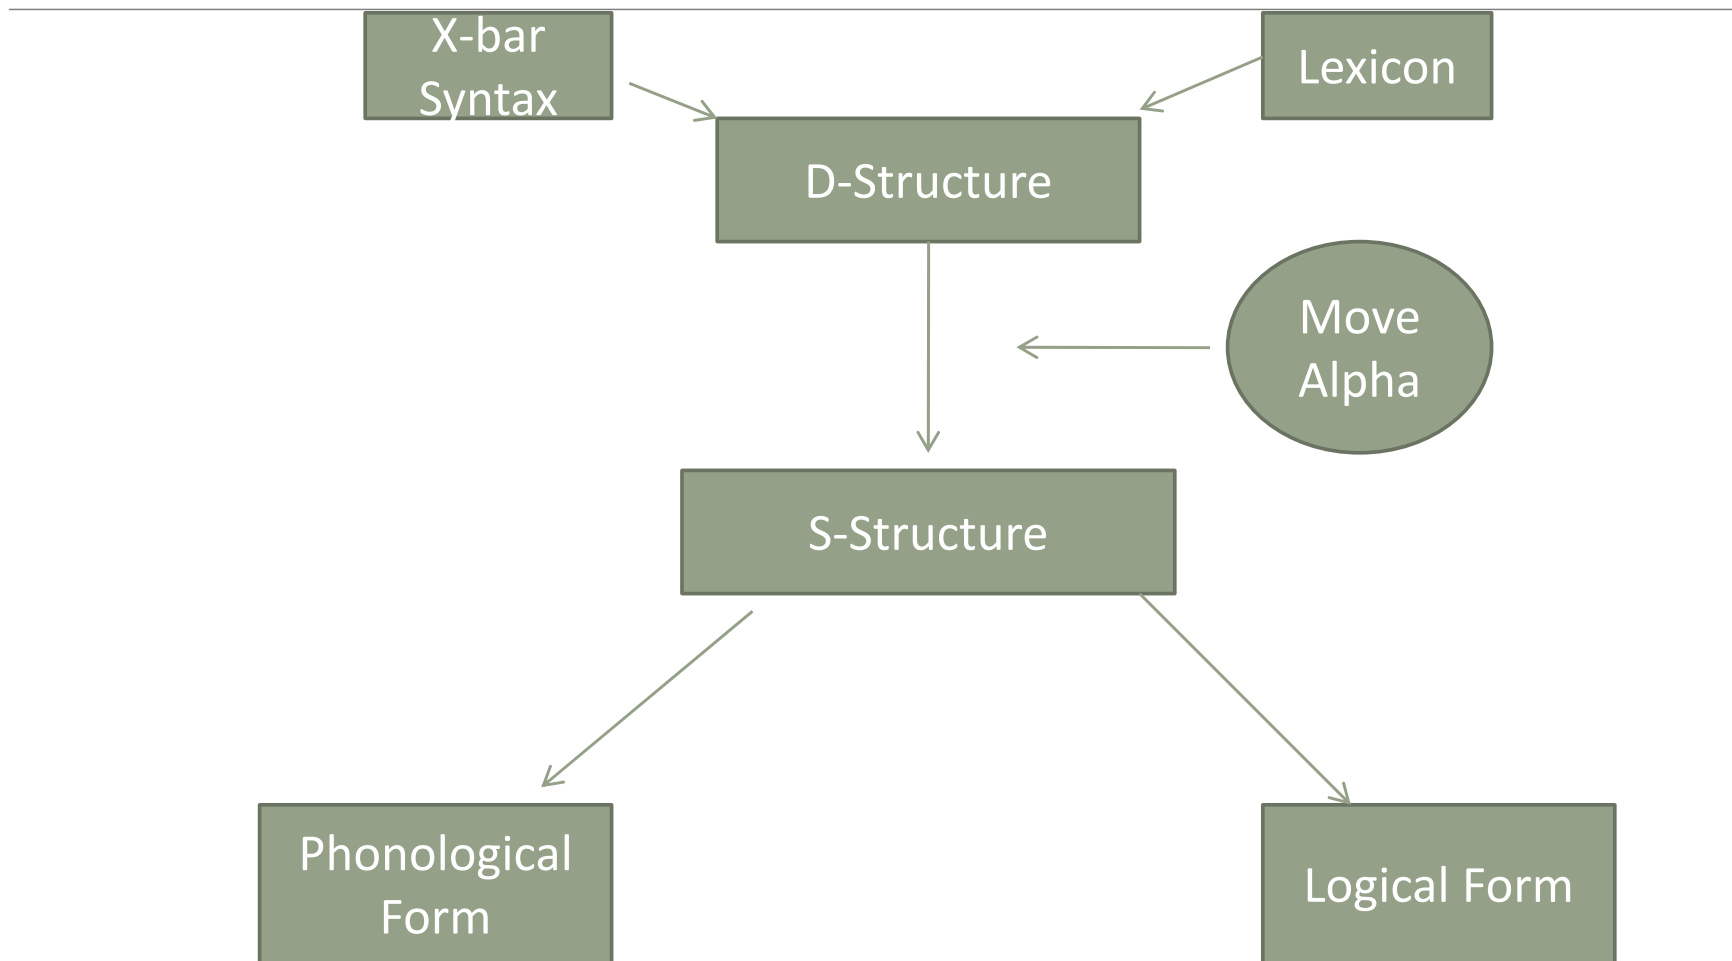 X-bar
Syntax
Lexicon
D-Structure
Move
Alpha
S-Structure
Phonological
Form
Logical Form